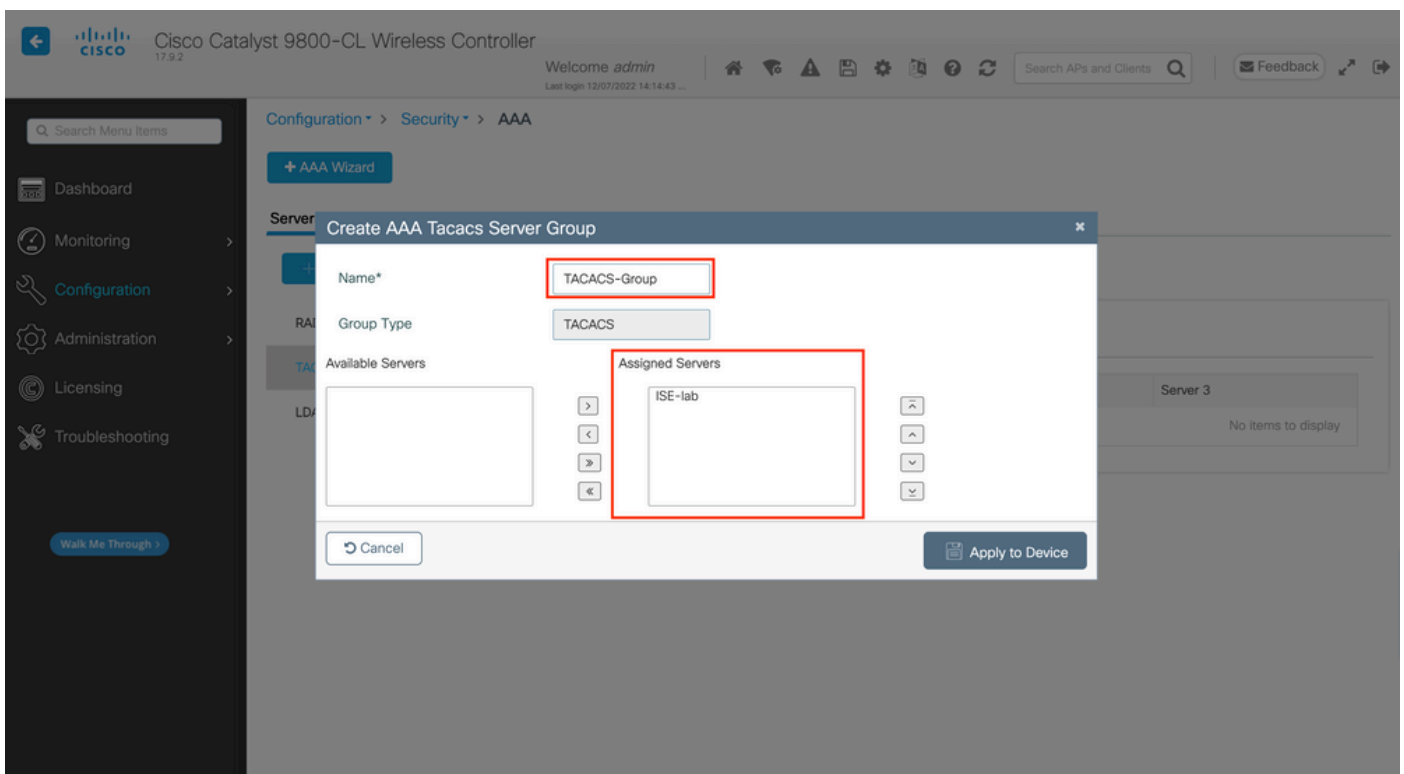 CISCO
Cisco Catalyst 9800-CL Wireless Controller
17.9.2
Welcome admin
Last login 12/07/2022 14:14:43 ...
Search APs and Clients
Feedback
Search Menu Items
Dashboard
Monitoring
Configuration
Administration
Licensing
Troubleshooting
Walk Me Through >
Configuration > Security > AAA
+ AAA Wizard
Server
RAD
TAC
LDA
Create AAA Tacacs Server Group
Name* TACACS-Group
Group Type TACACS
Available Servers Assigned Servers
ISE-lab
Cancel Apply to Device
Server 3
No items to display